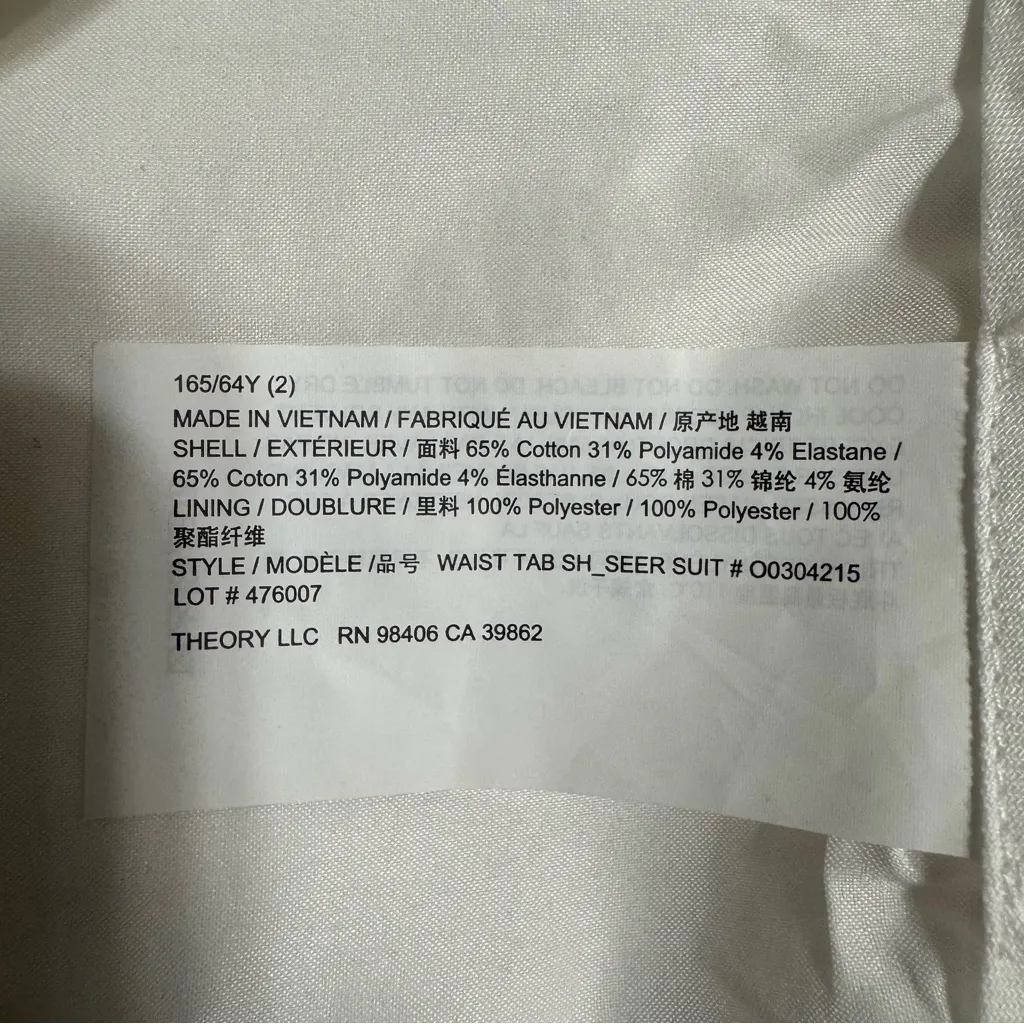 165/64Y (2)
MADE IN VIETNAM / FABRIQUÉ AU VIETNAM / 原产地 越南
SHELL / EXTÉRIEUR / 面料 65% Cotton 31% Polyamide 4% Elastane /
65% Coton 31% Polyamide 4% Élasthanne / 65% 棉 31% 锦纶 4% 氨纶
LINING / DOUBLURE / 里料 100% Polyester / 100% Polyester / 100%
聚酯纤维
STYLE / MODÈLE /品号 WAIST TAB SH_SEER SUIT # O0304215
LOT # 476007
THEORY LLC RN 98406 CA 39862